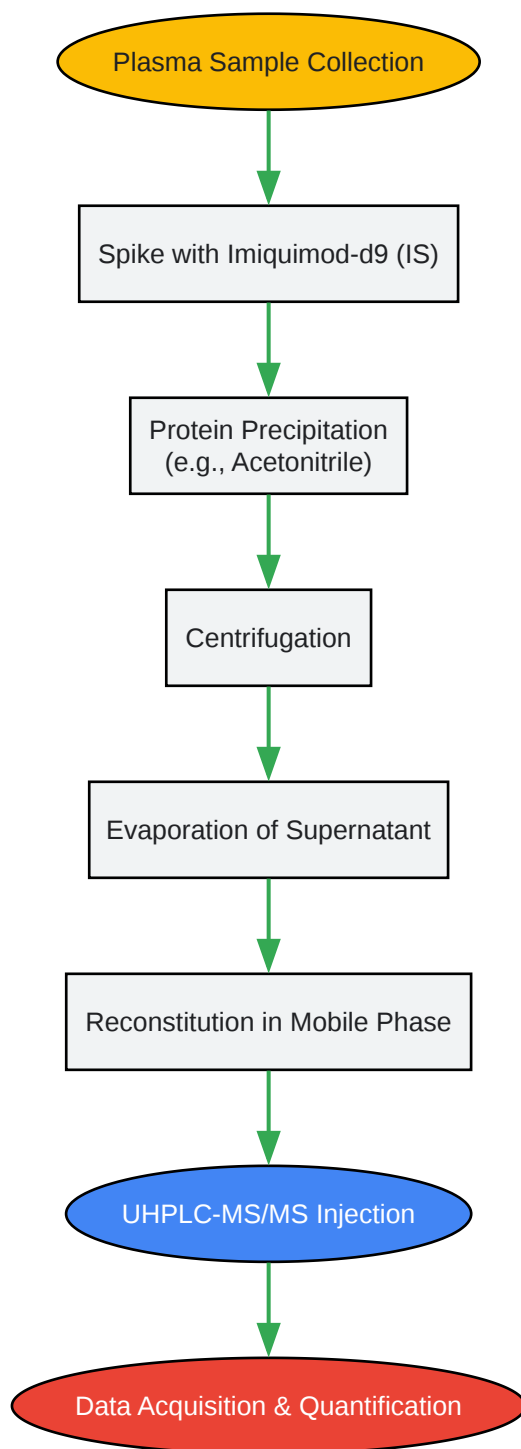 Plasma Sample Collection
Spike with Imiquimod-d9 (IS)
Protein Precipitation
(e.g., Acetonitrile)
Centrifugation
Evaporation of Supernatant
Reconstitution in Mobile Phase
UHPLC-MS/MS Injection
Data Acquisition & Quantification